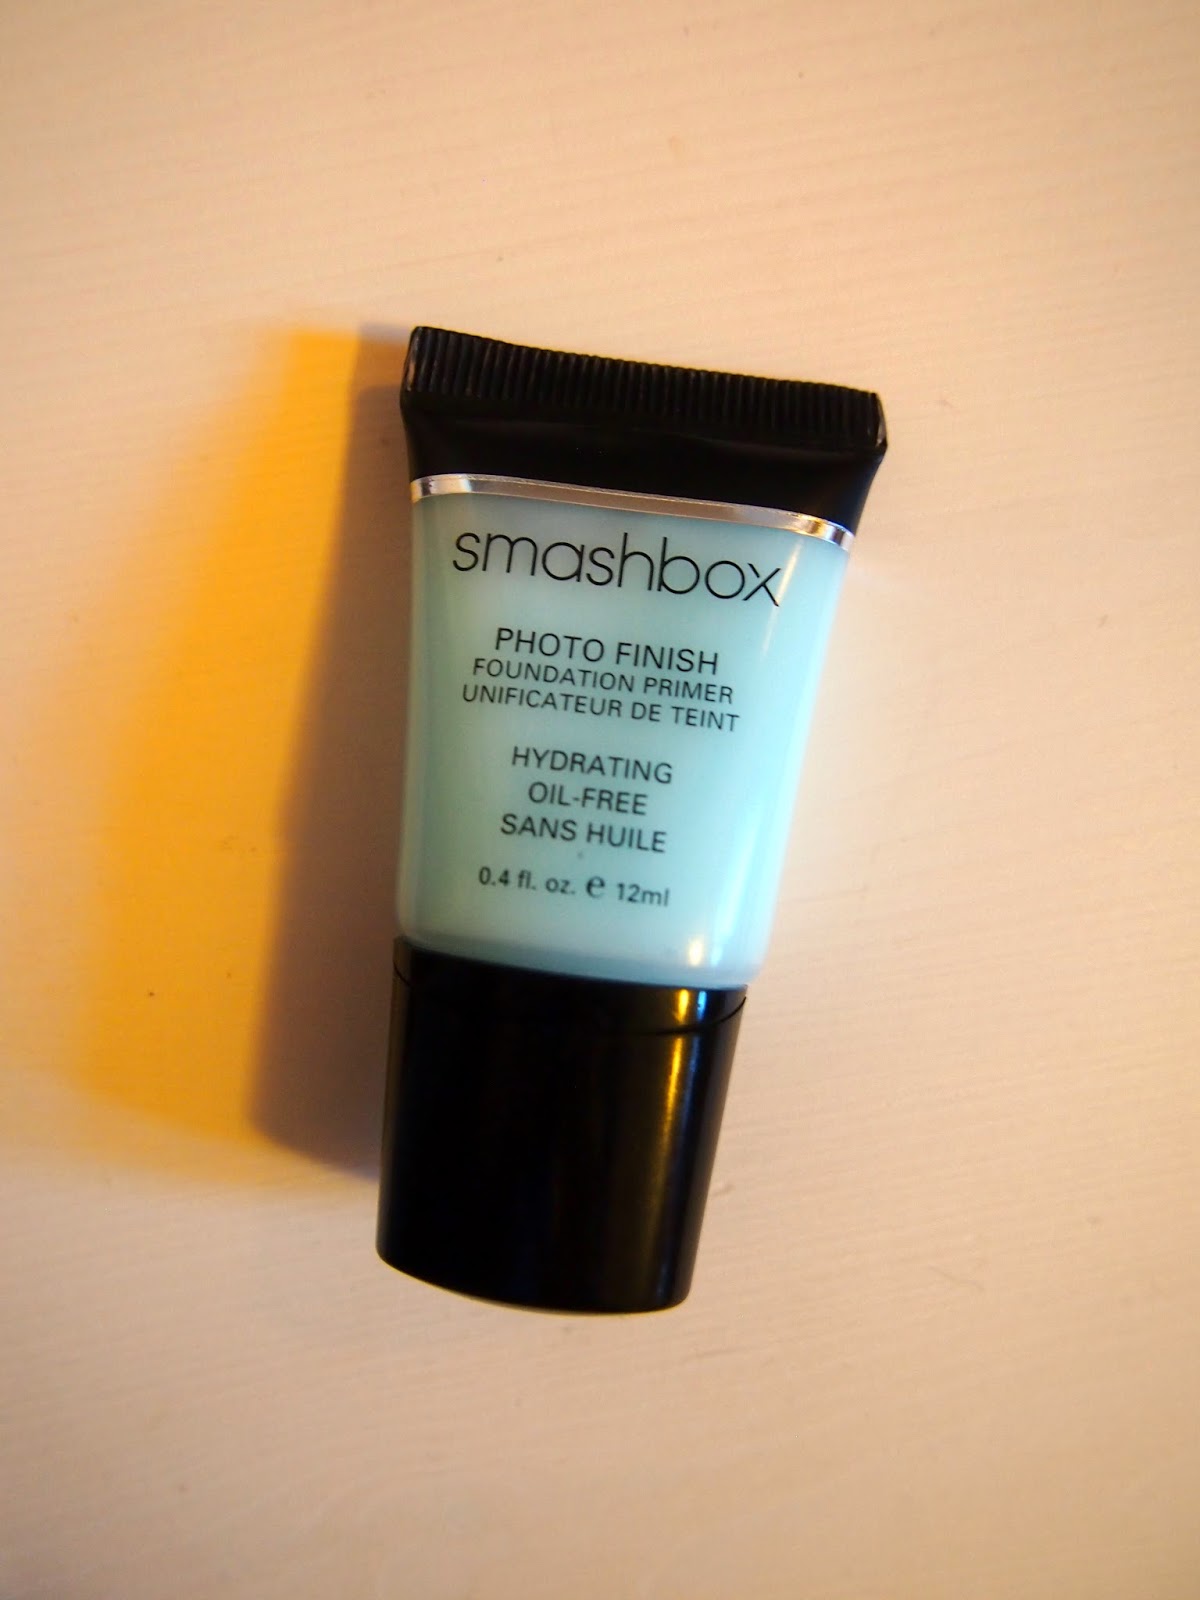 smashbox
PHOTO FINISH
FOUNDATION PRIMER
UNIFICATEUR DE TEINT
HYDRATING
OIL-FREE
SANS HUILE
0.4 fl. oz. ℮ 12ml